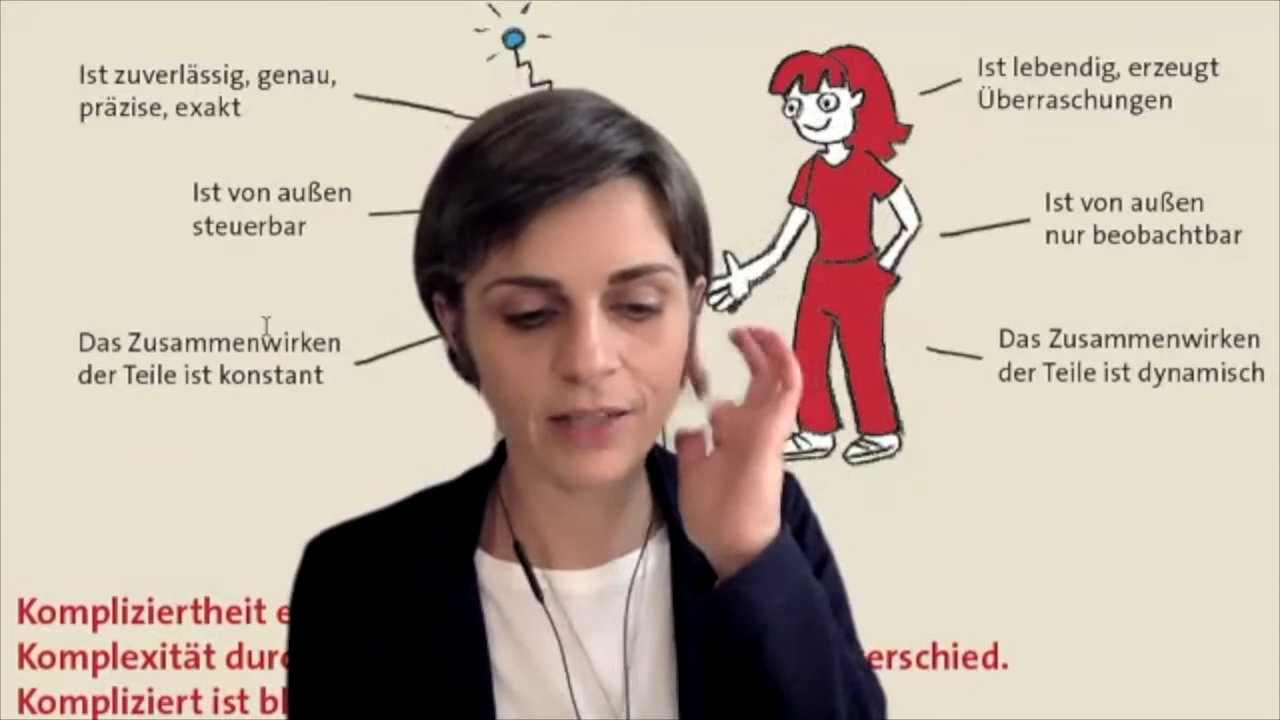 Ist zuverlässig, genau,
präzise, exakt
Ist von außen
steuerbar
Das Zusammenwirken
der Teile ist konstant
Ist lebendig, erzeugt
Überraschungen
Ist von außen
nur beobachtbar
Das Zusammenwirken
der Teile ist dynamisch
Kompliziertheit
Komplexität
Kompliziert ist